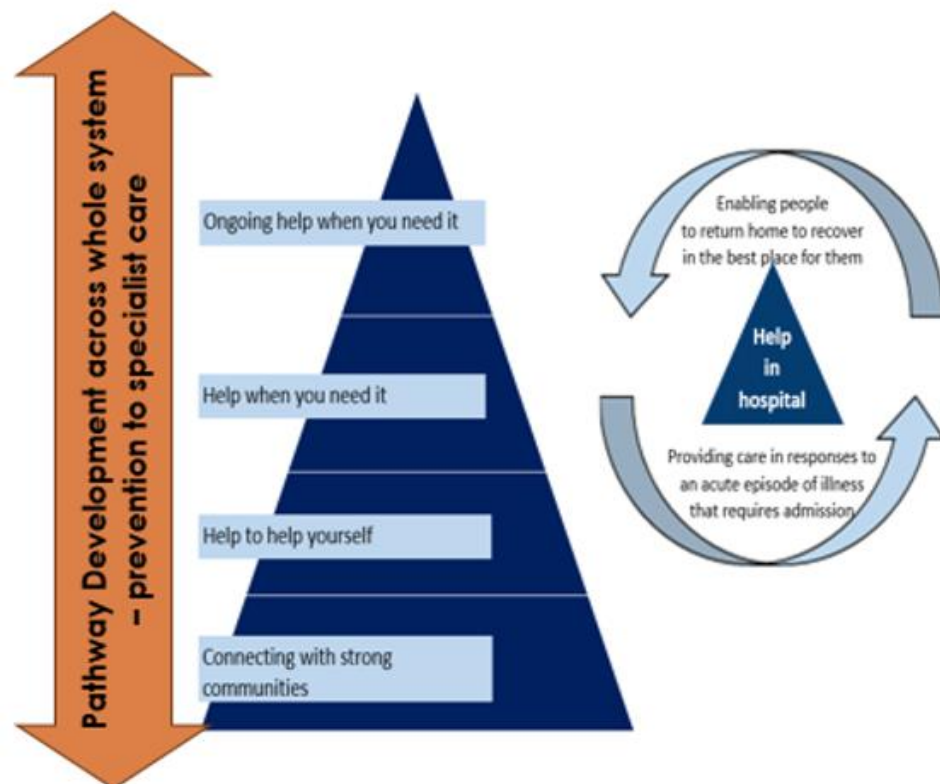 Pathway Development across whole system
– prevention to specialist care
Ongoing help when you need it
Help when you need it
Help to help yourself
Connecting with strong
communities
Enabling people
to return home to recover
in the best place for them
Help
in
hospital
Providing care in responses to
an acute episode of illness
that requires admission